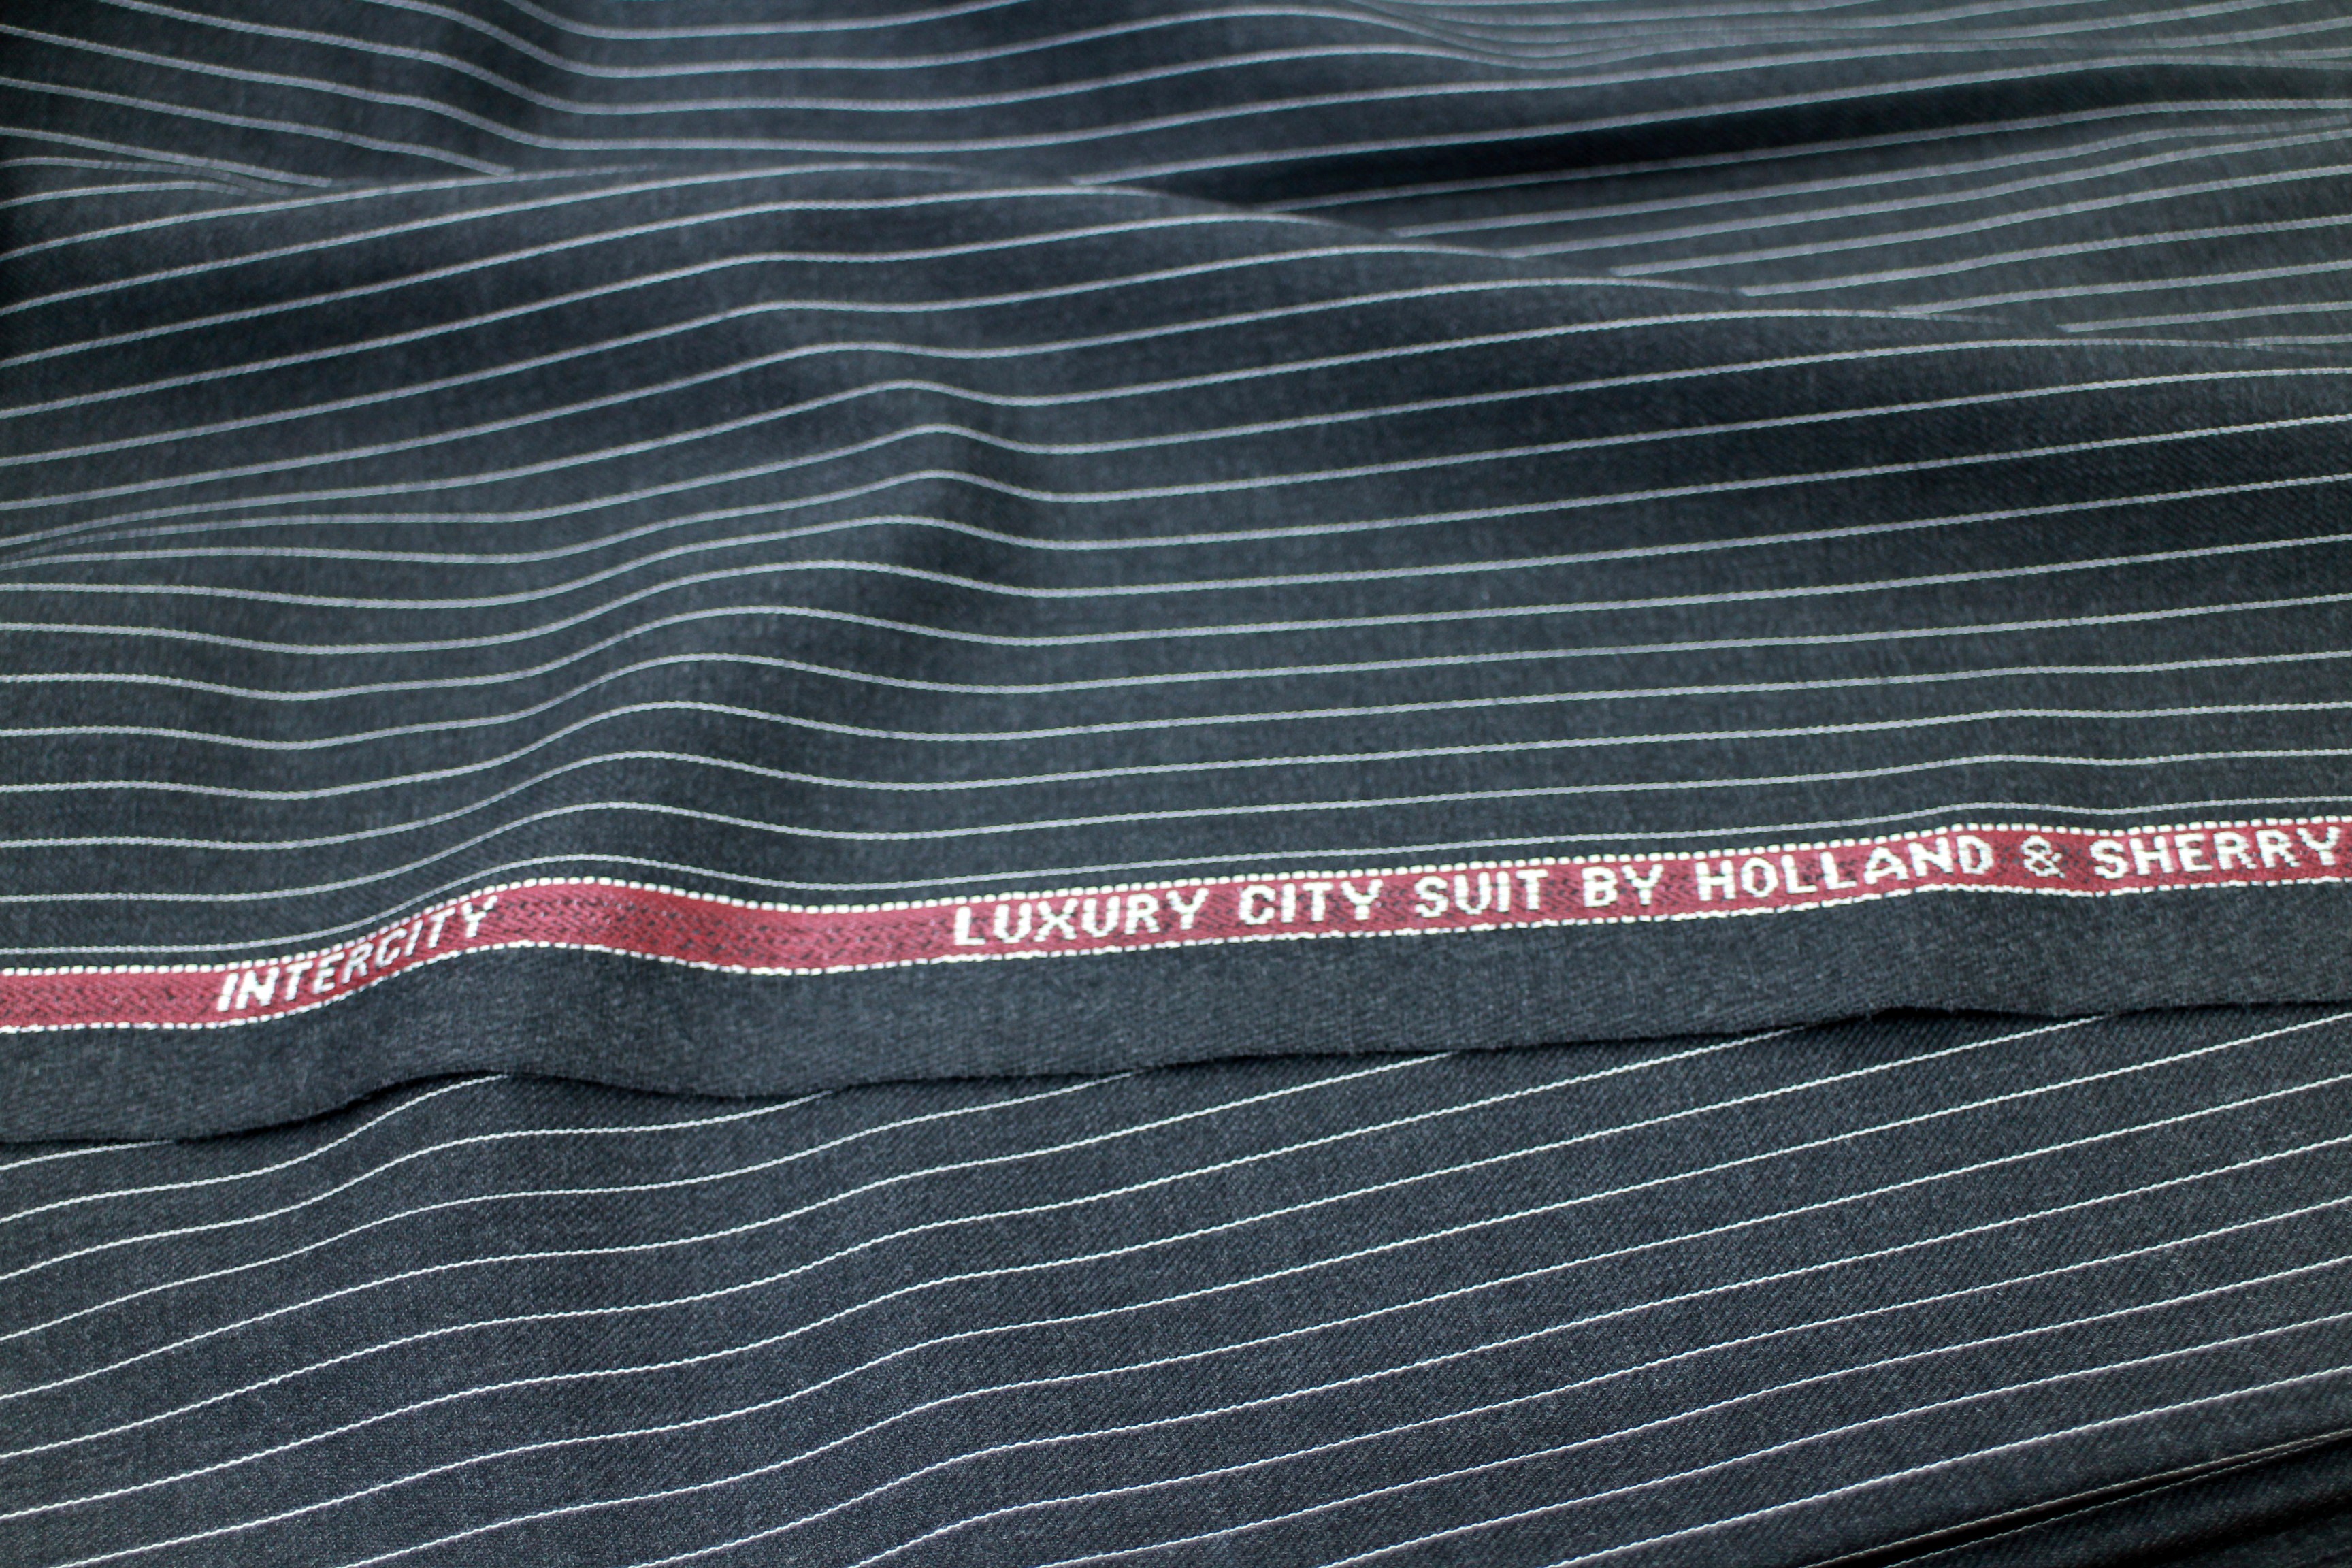 INTERCITY LUXURY CITY SUIT BY HOLLAND & SHERRY